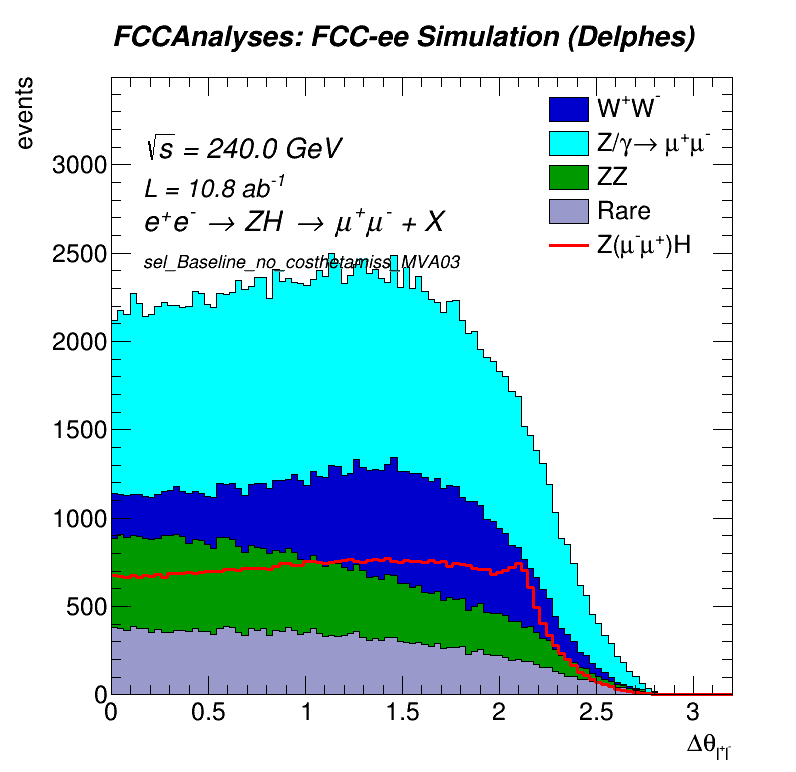 FCCAnalyses: FCC-ee Simulation (Delphes)
events
√s = 240.0 GeV
L = 10.8 ab⁻¹
e⁺e⁻ → ZH → μ⁺μ⁻ + X
sel_Baseline_no_costhetamiss_MVA03
W⁺W⁻
Z/γ→ μ⁺μ⁻
ZZ
Rare
Z(μ⁻μ⁺)H
3000
2500
2000
1500
1000
500
0
0 0.5 1 1.5 2 2.5 3
Δθ_l⁺l⁻